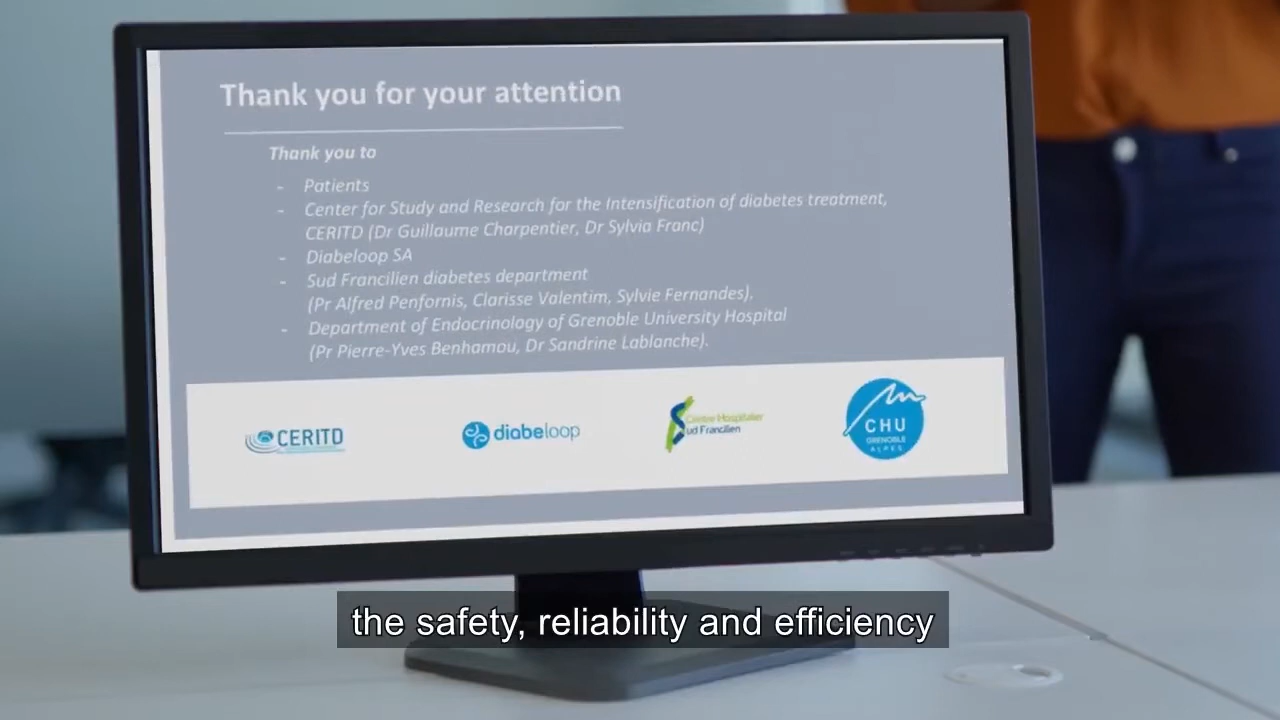 Thank you for your attention
Thank you to
- Patients
- Center for Study and Research for the Intensification of diabetes treatment,
CERITD (Dr Guillaume Charpentier, Dr Sylvia Franc)
- Diabeloop SA
- Sud Francilien diabetes department
(Pr Alfred Penfornis, Clarisse Valentim, Sylvie Fernandes).
- Department of Endocrinology of Grenoble University Hospital
(Pr Pierre-Yves Benhamou, Dr Sandrine Lablanche).
CERITD
diabeloop
Centre Hospitalier
Sud Francilien
CHU
GRENOBLE
ALPES
the safety, reliability and efficiency